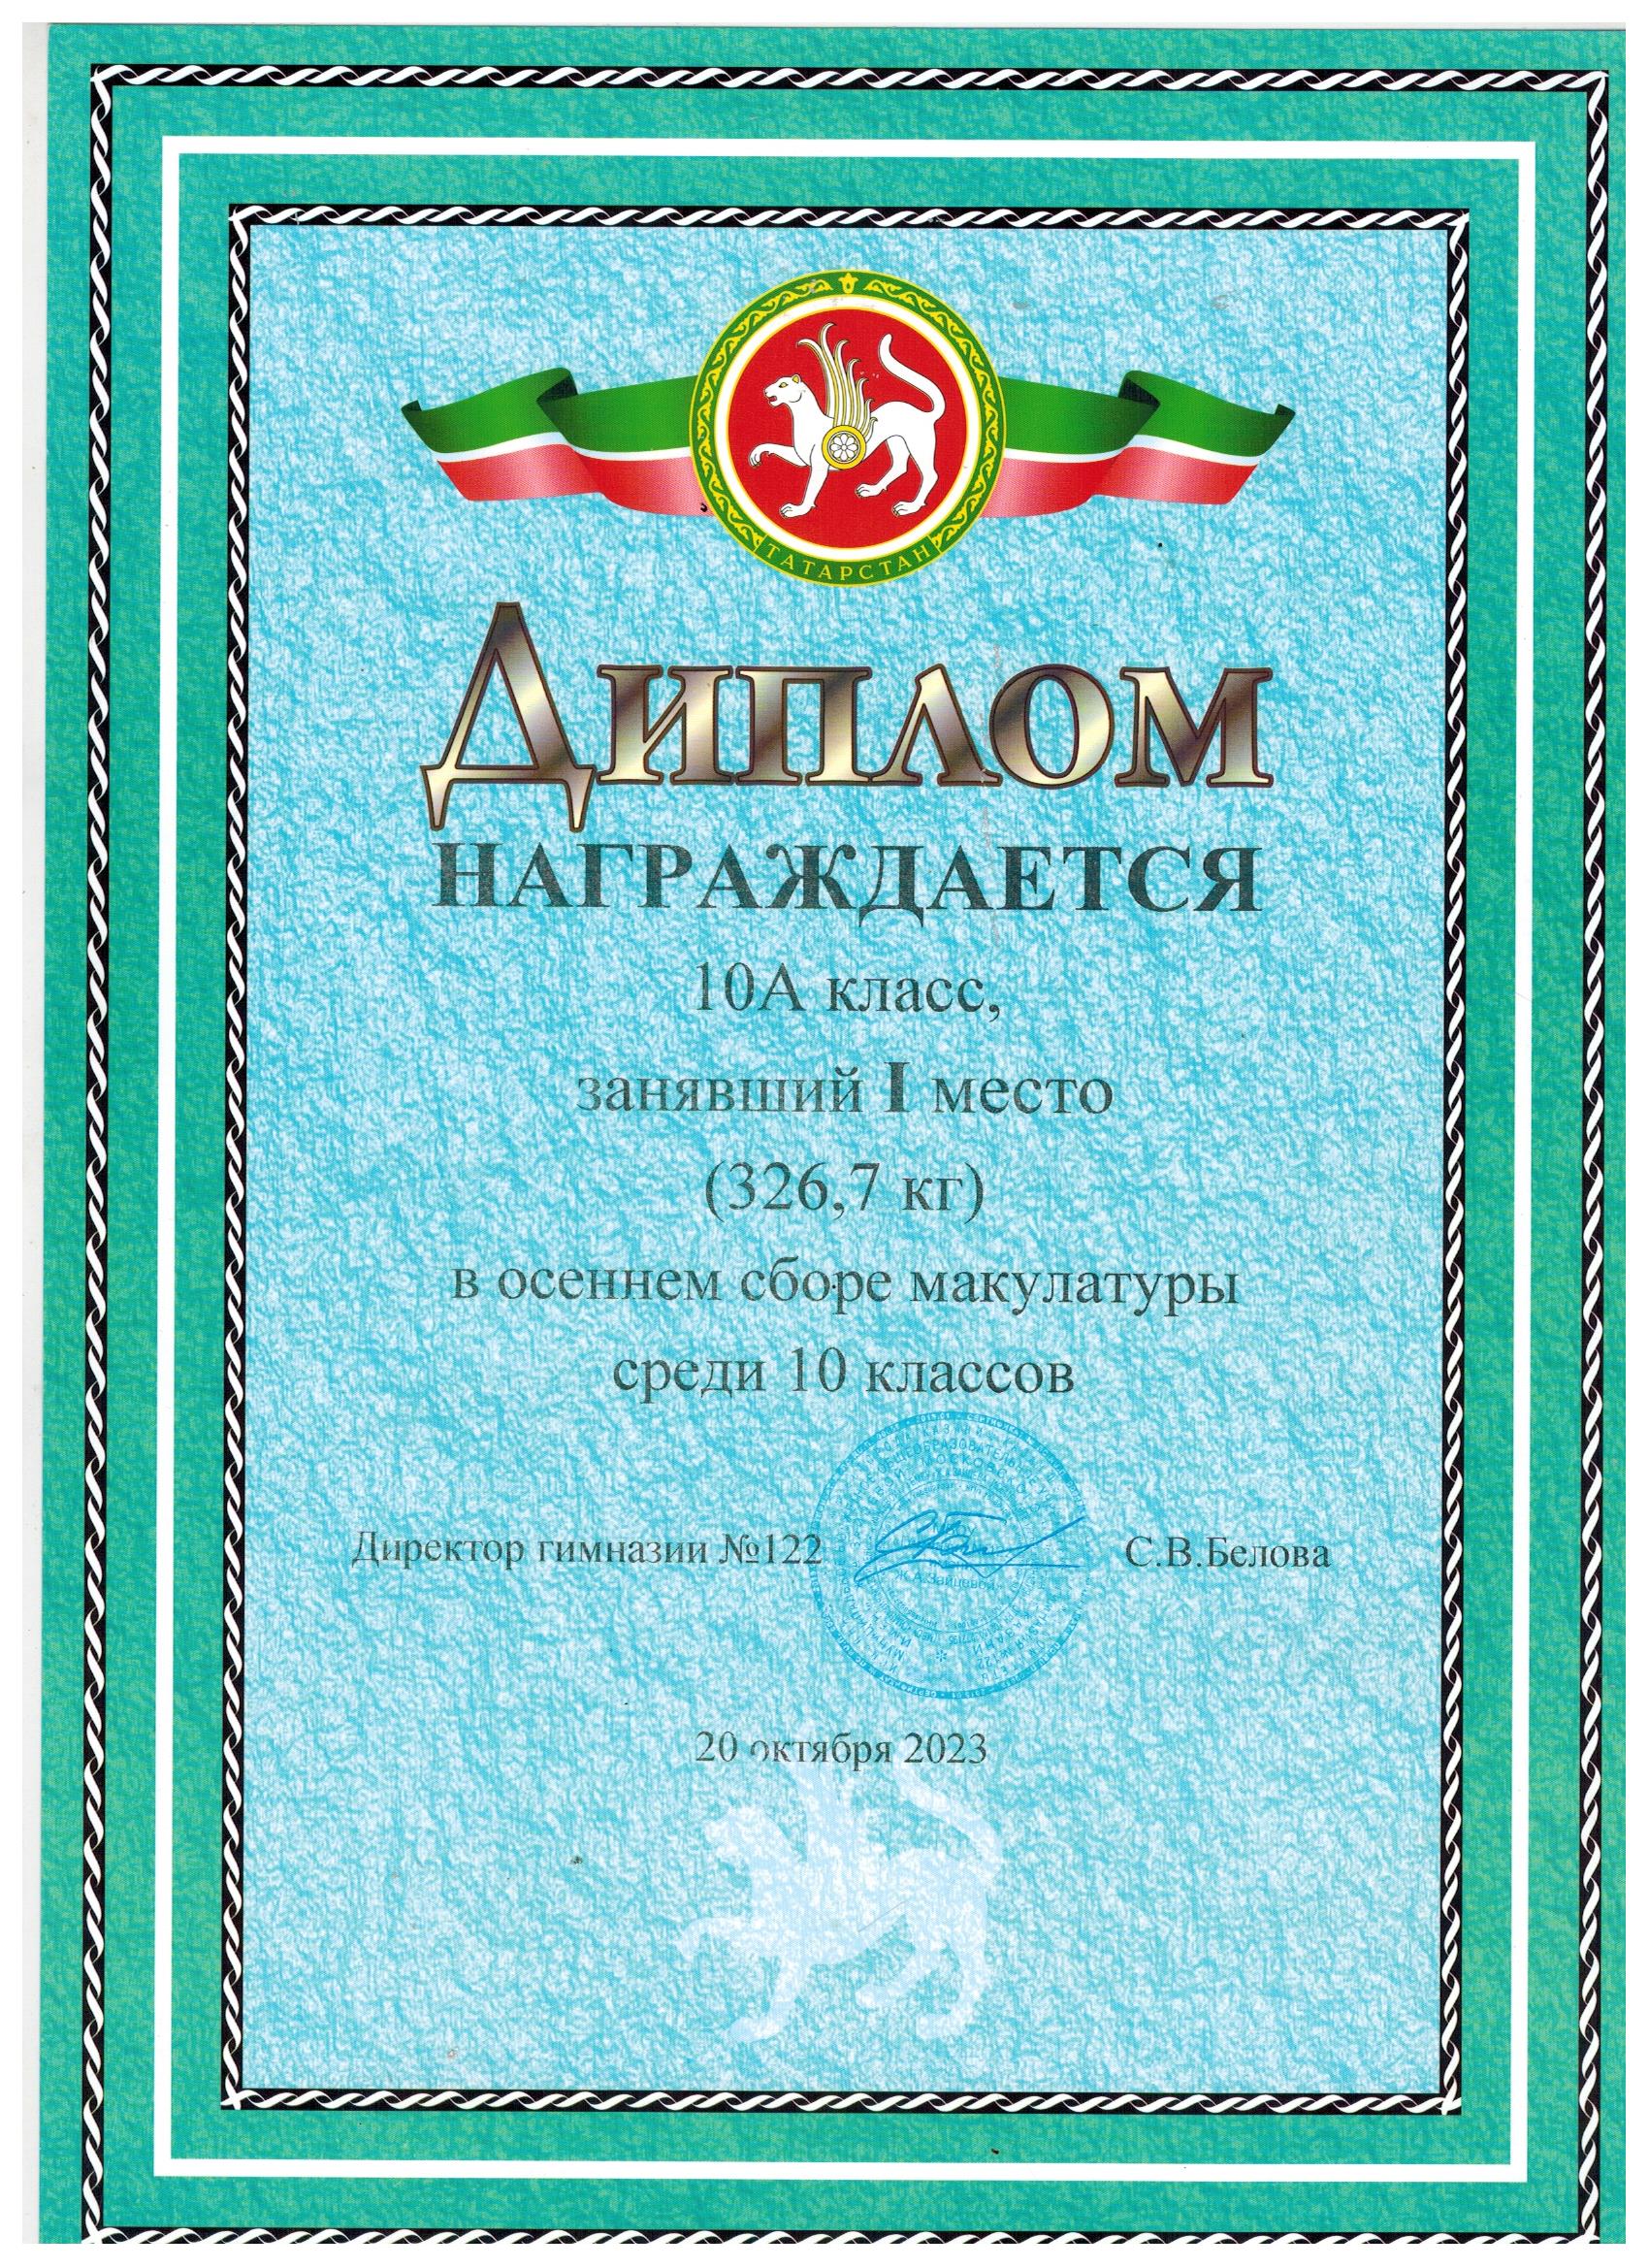 ТАТАРСТАН
ДИПЛОМ
НАГРАЖДАЕТСЯ
10А класс,
занявший I место
(326,7 кг)
в осеннем сборе макулатуры
среди 10 классов
Директор гимназии №122 С.В.Белова
Ж.А.Зайцевой
20 октября 2023